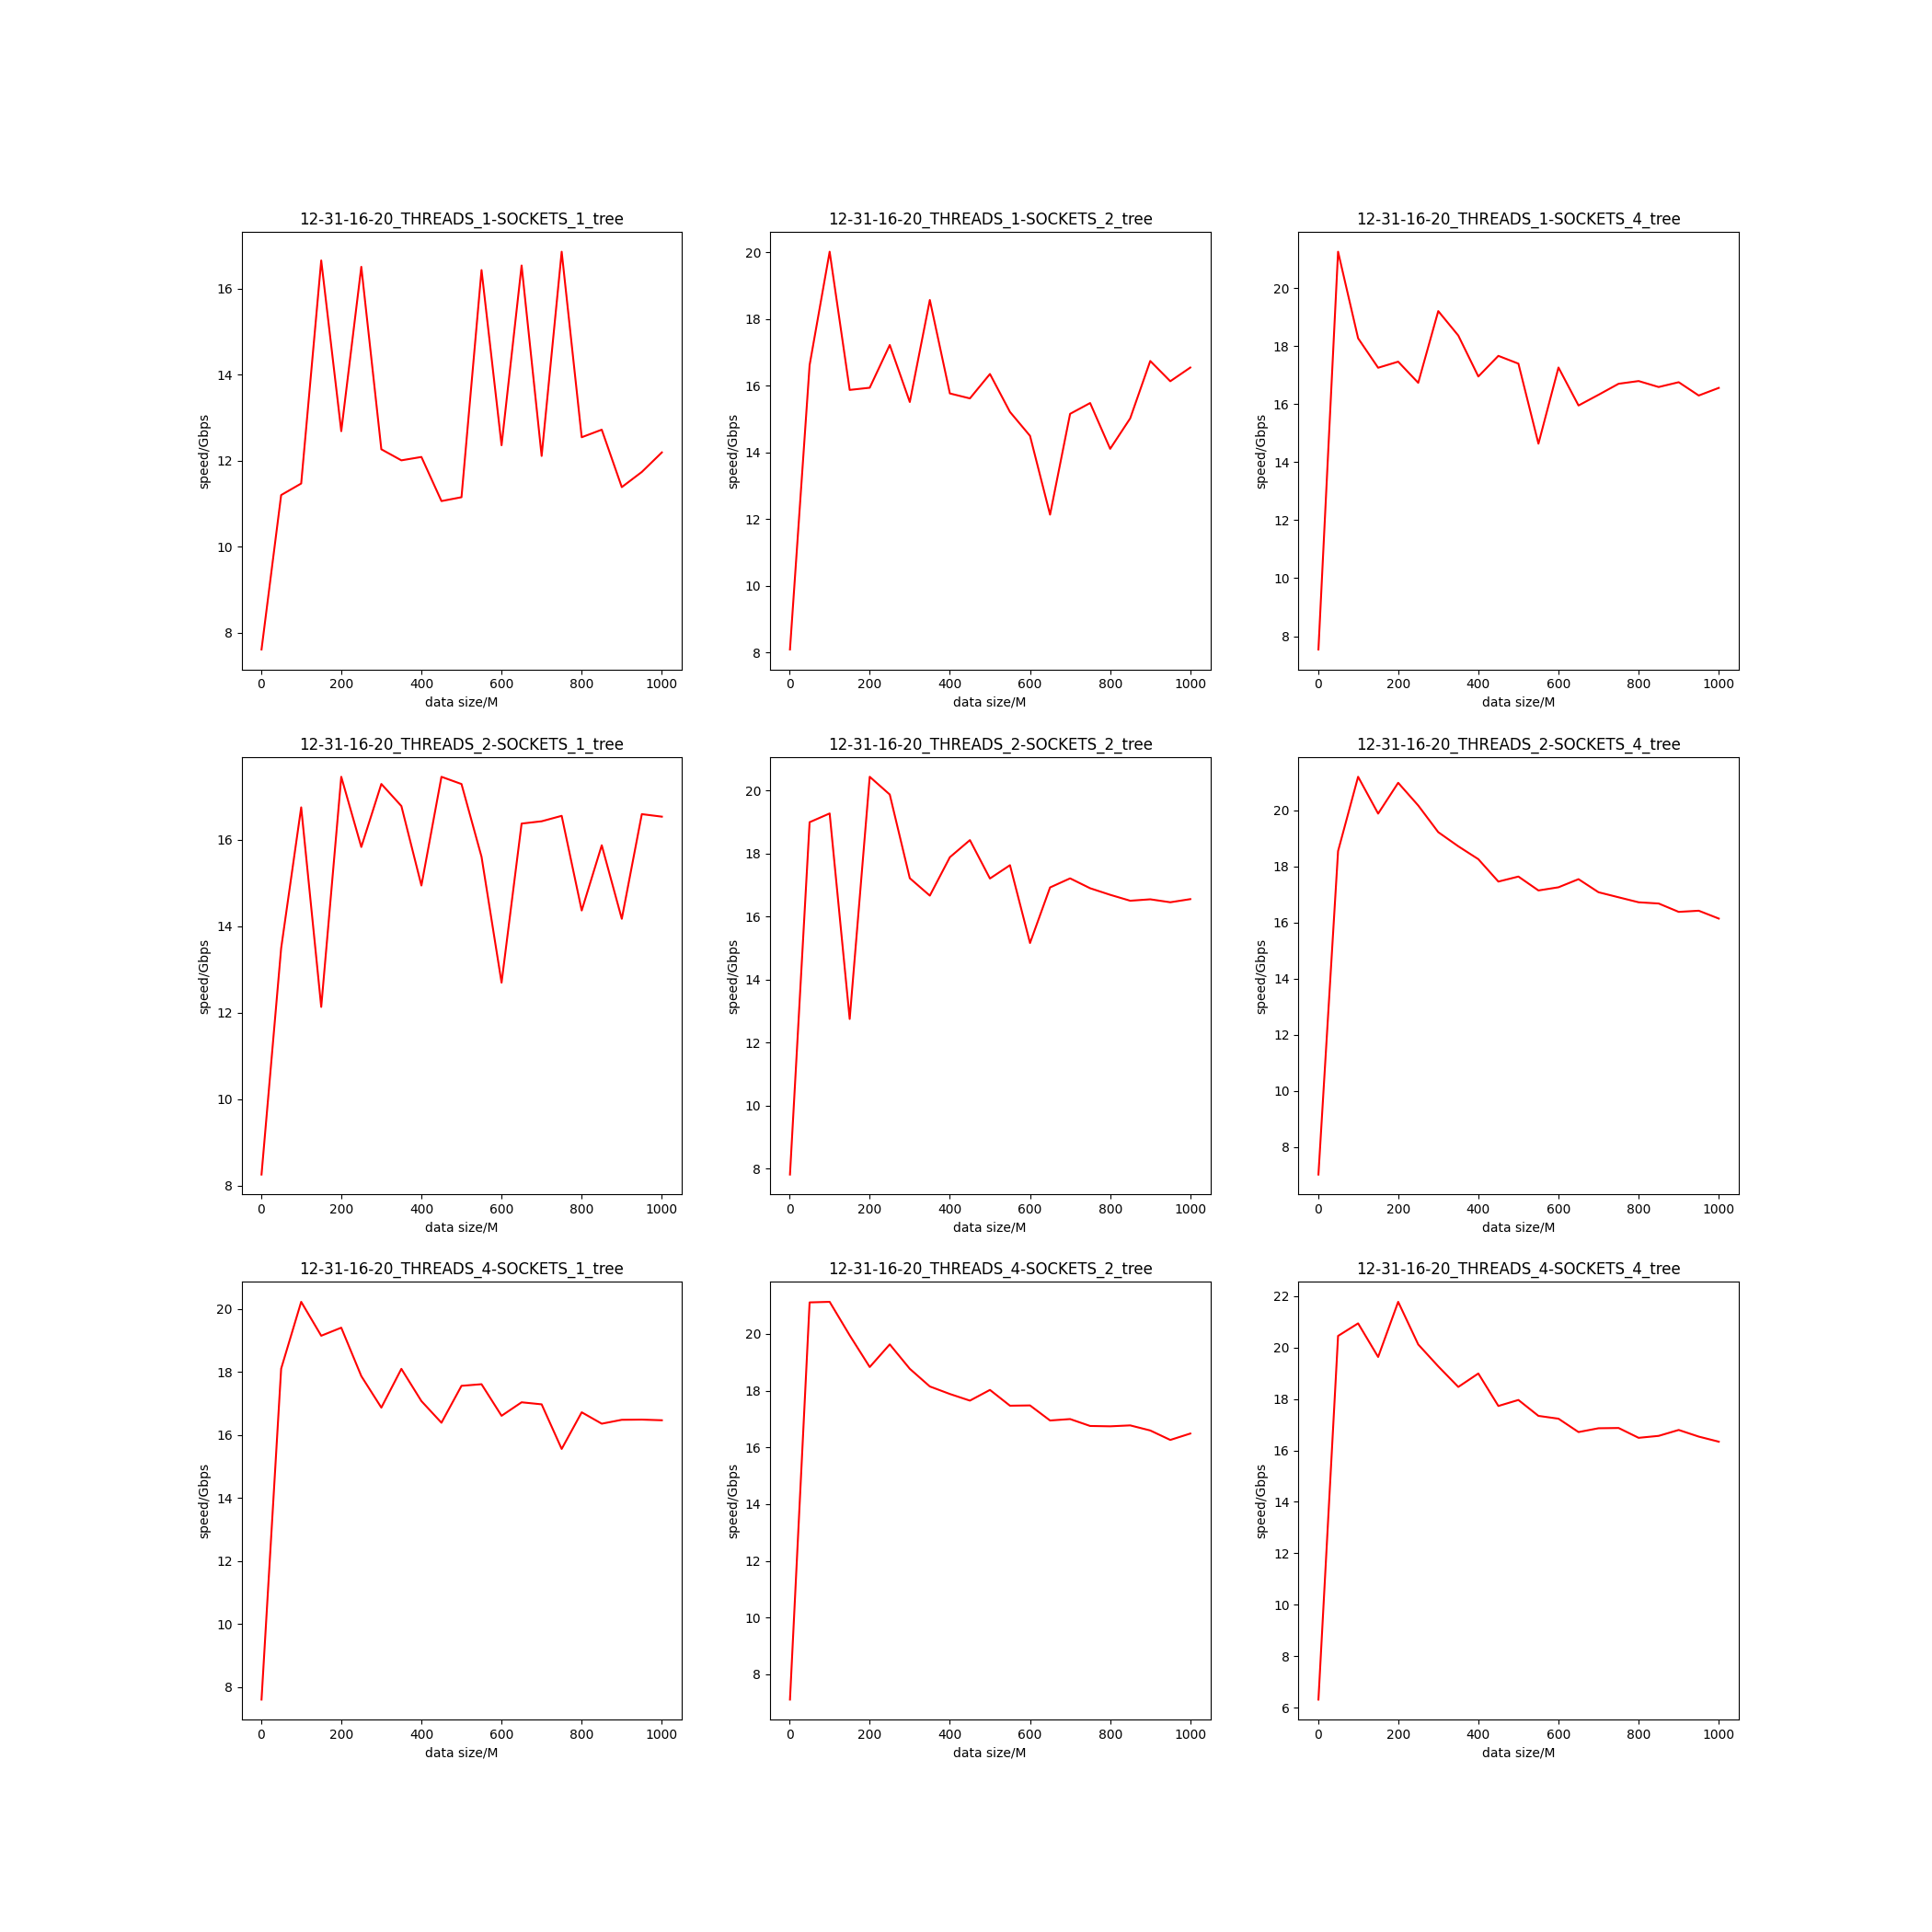 12-31-16-20_THREADS_1-SOCKETS_1_tree
speed/Gbps
16
14
12
10
8
0 200 400 600 800 1000
data size/M
12-31-16-20_THREADS_1-SOCKETS_2_tree
speed/Gbps
20
18
16
14
12
10
8
0 200 400 600 800 1000
data size/M
12-31-16-20_THREADS_1-SOCKETS_4_tree
speed/Gbps
20
18
16
14
12
10
8
0 200 400 600 800 1000
data size/M
12-31-16-20_THREADS_2-SOCKETS_1_tree
speed/Gbps
16
14
12
10
8
0 200 400 600 800 1000
data size/M
12-31-16-20_THREADS_2-SOCKETS_2_tree
speed/Gbps
20
18
16
14
12
10
8
0 200 400 600 800 1000
data size/M
12-31-16-20_THREADS_2-SOCKETS_4_tree
speed/Gbps
20
18
16
14
12
10
8
0 200 400 600 800 1000
data size/M
12-31-16-20_THREADS_4-SOCKETS_1_tree
speed/Gbps
20
18
16
14
12
10
8
0 200 400 600 800 1000
data size/M
12-31-16-20_THREADS_4-SOCKETS_2_tree
speed/Gbps
20
18
16
14
12
10
8
0 200 400 600 800 1000
data size/M
12-31-16-20_THREADS_4-SOCKETS_4_tree
speed/Gbps
22
20
18
16
14
12
10
8
6
0 200 400 600 800 1000
data size/M